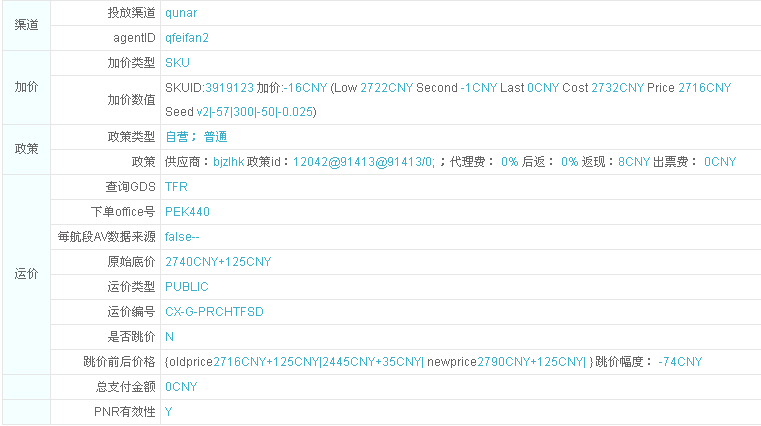 渠道
投放渠道 qunar
agentID qfeifan2
加价
加价类型 SKU
加价数值 SKUID:3919123 加价:-16CNY (Low 2722CNY Second -1CNY Last 0CNY Cost 2732CNY Price 2716CNY
Seed v2|-57|300|-50|-0.025)
政策
政策类型 自营； 普通
政策 供应商：bjzlhk 政策id：12042@91413@91413/0; ；代理费： 0% 后返： 0% 返现：8CNY 出票费： 0CNY
运价
查询GDS TFR
下单office号 PEK440
每航段AV数据来源 false--
原始底价 2740CNY+125CNY
运价类型 PUBLIC
运价编号 CX-G-PRCHTFSD
是否跳价 N
跳价前后价格 {oldprice2716CNY+125CNY|2445CNY+35CNY| newprice2790CNY+125CNY| }跳价幅度： -74CNY
总支付金额 0CNY
PNR有效性 Y